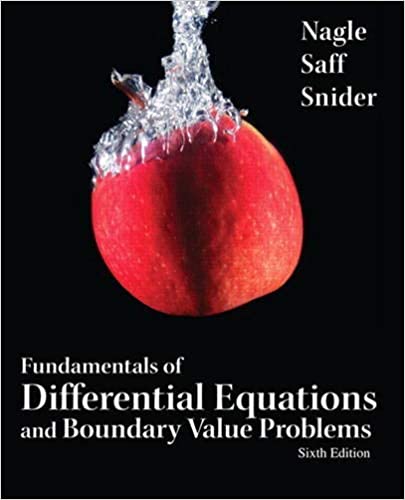 Nagle
Saff
Snider
Fundamentals of
Differential Equations
and Boundary Value Problems
Sixth Edition